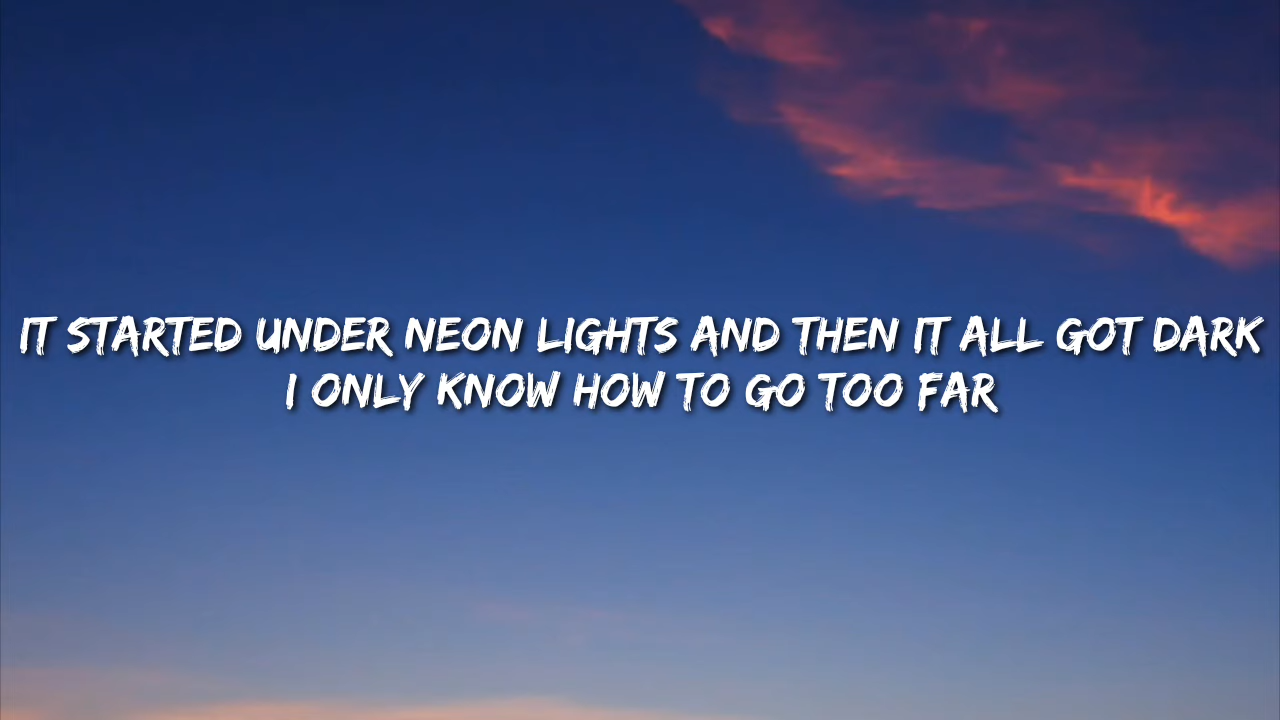 IT STARTED UNDER NEON LIGHTS AND THEN IT ALL GOT DARK
I ONLY KNOW HOW TO GO TOO FAR